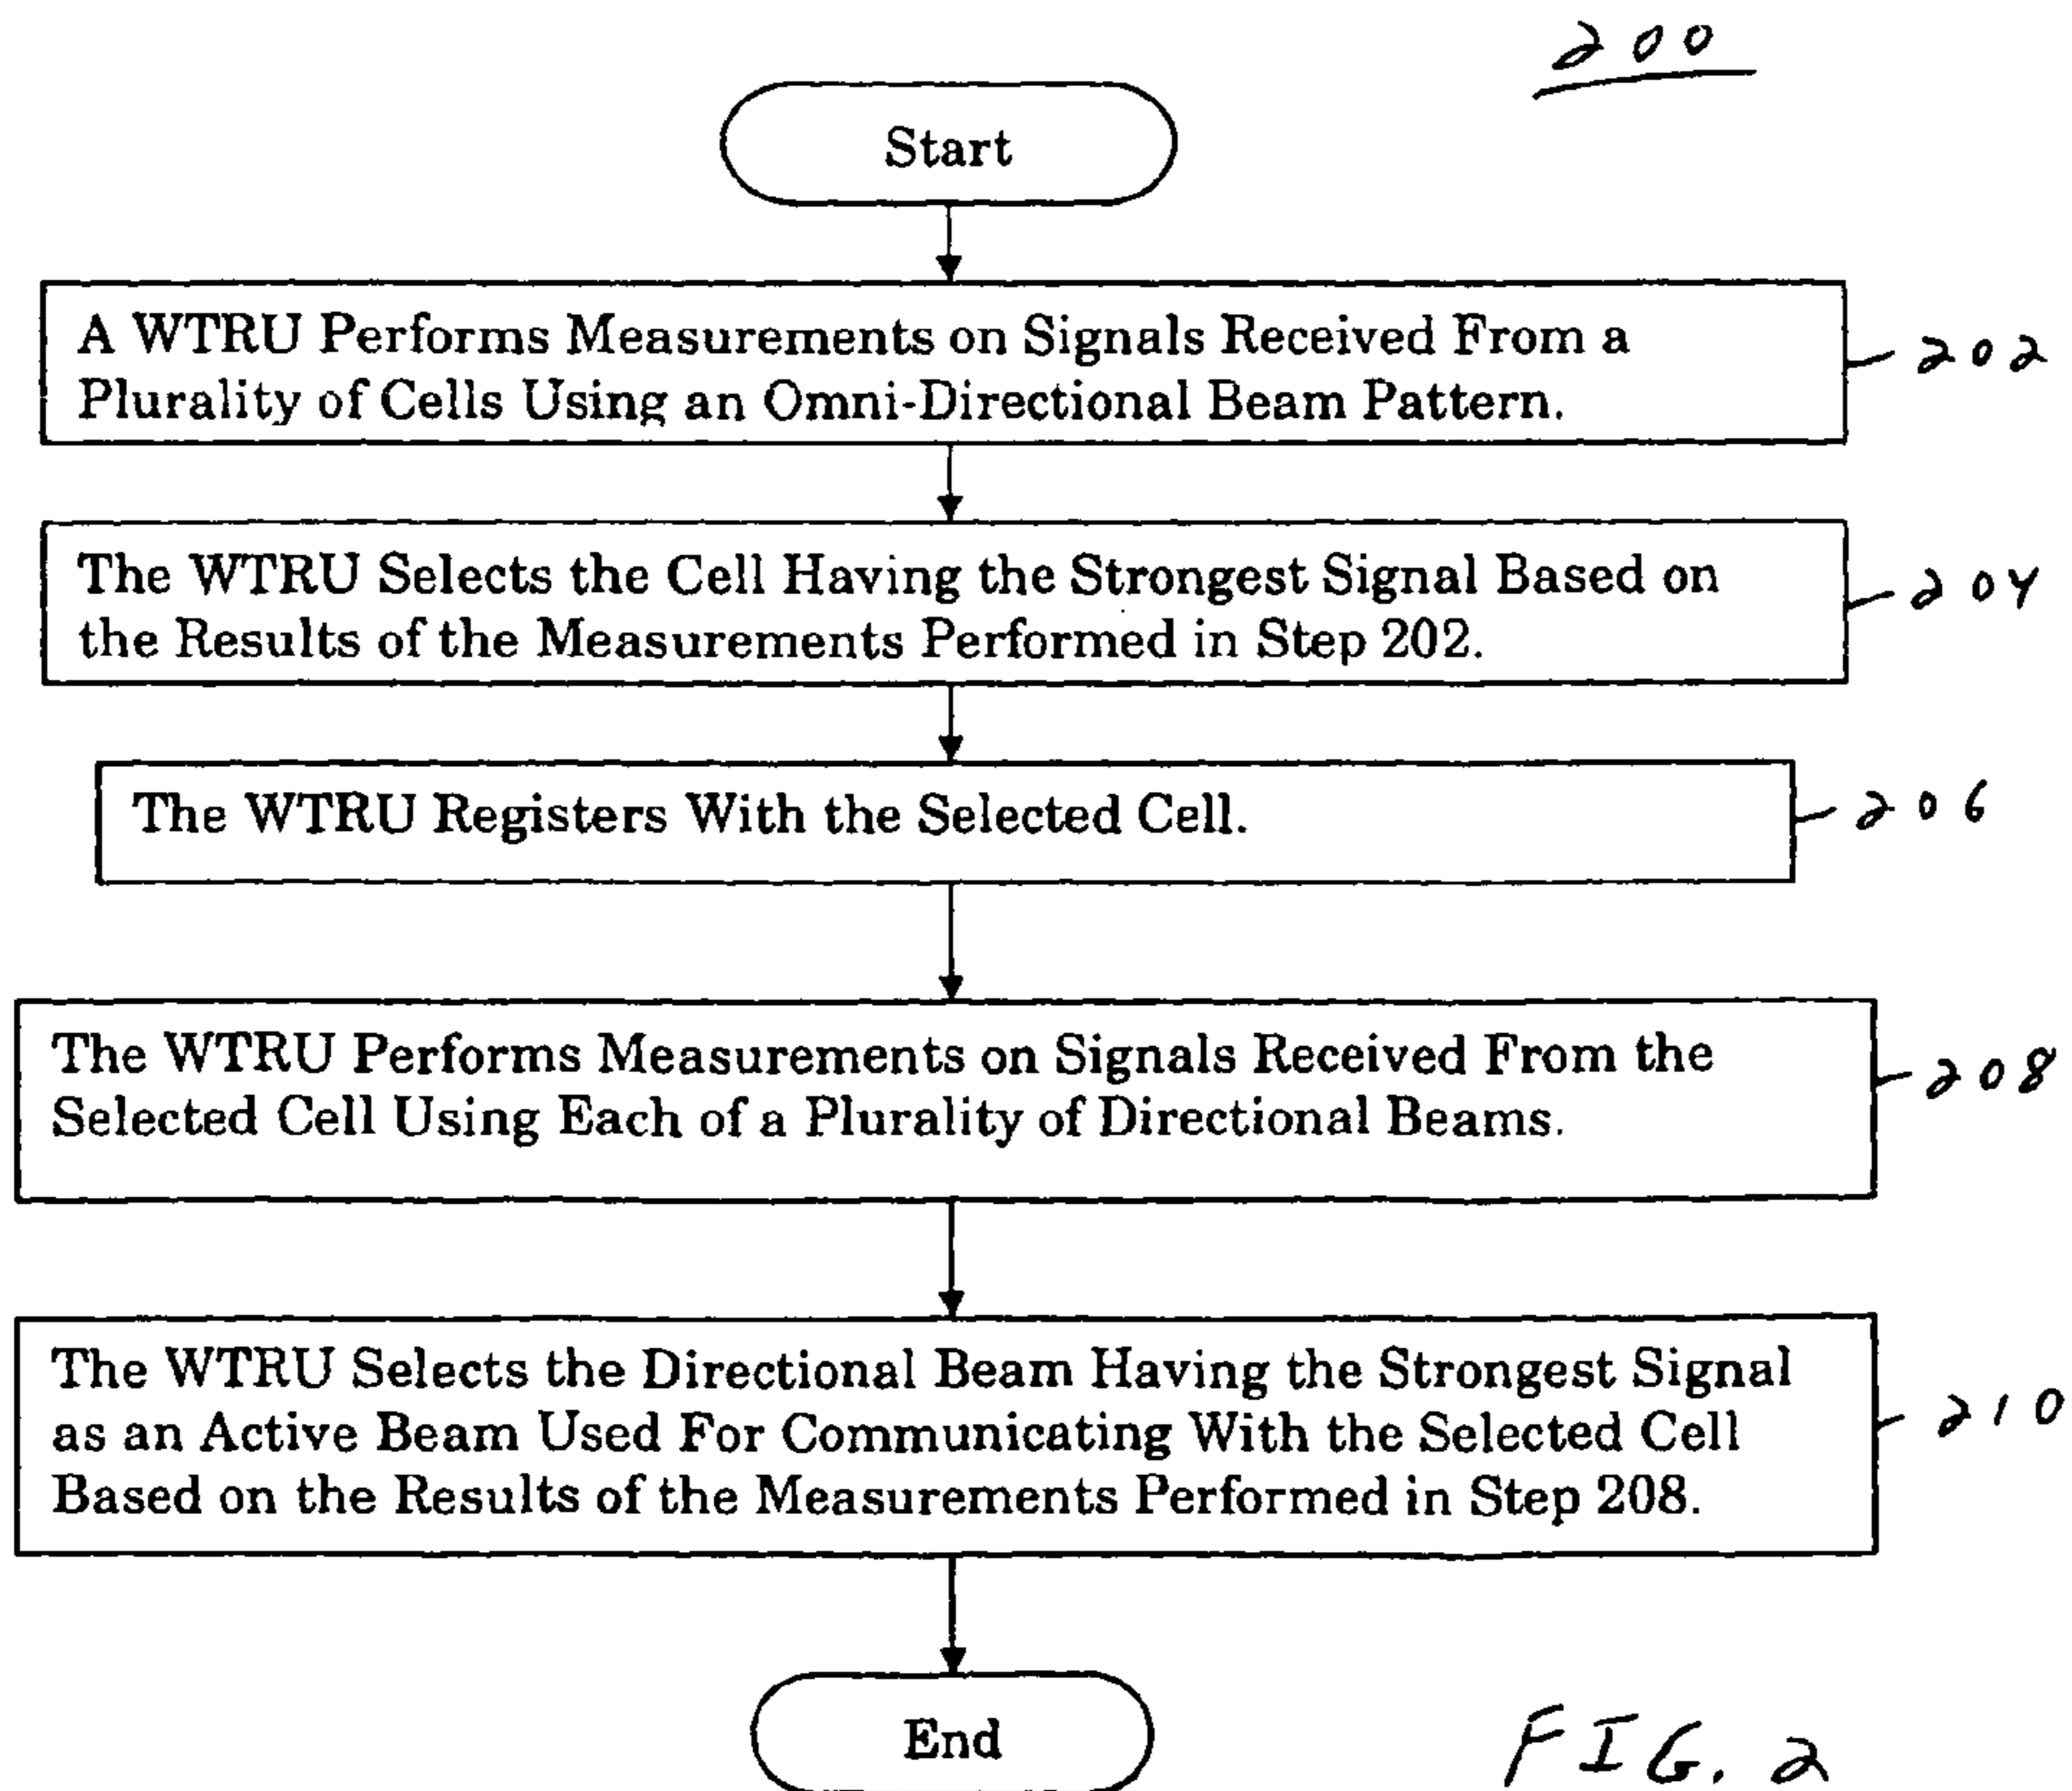 200
Start
A WTRU Performs Measurements on Signals Received From a
Plurality of Cells Using an Omni-Directional Beam Pattern.
202
The WTRU Selects the Cell Having the Strongest Signal Based on
the Results of the Measurements Performed in Step 202.
204
The WTRU Registers With the Selected Cell.
206
The WTRU Performs Measurements on Signals Received From the
Selected Cell Using Each of a Plurality of Directional Beams.
208
The WTRU Selects the Directional Beam Having the Strongest Signal
as an Active Beam Used For Communicating With the Selected Cell
Based on the Results of the Measurements Performed in Step 208.
210
End
FIG. 2